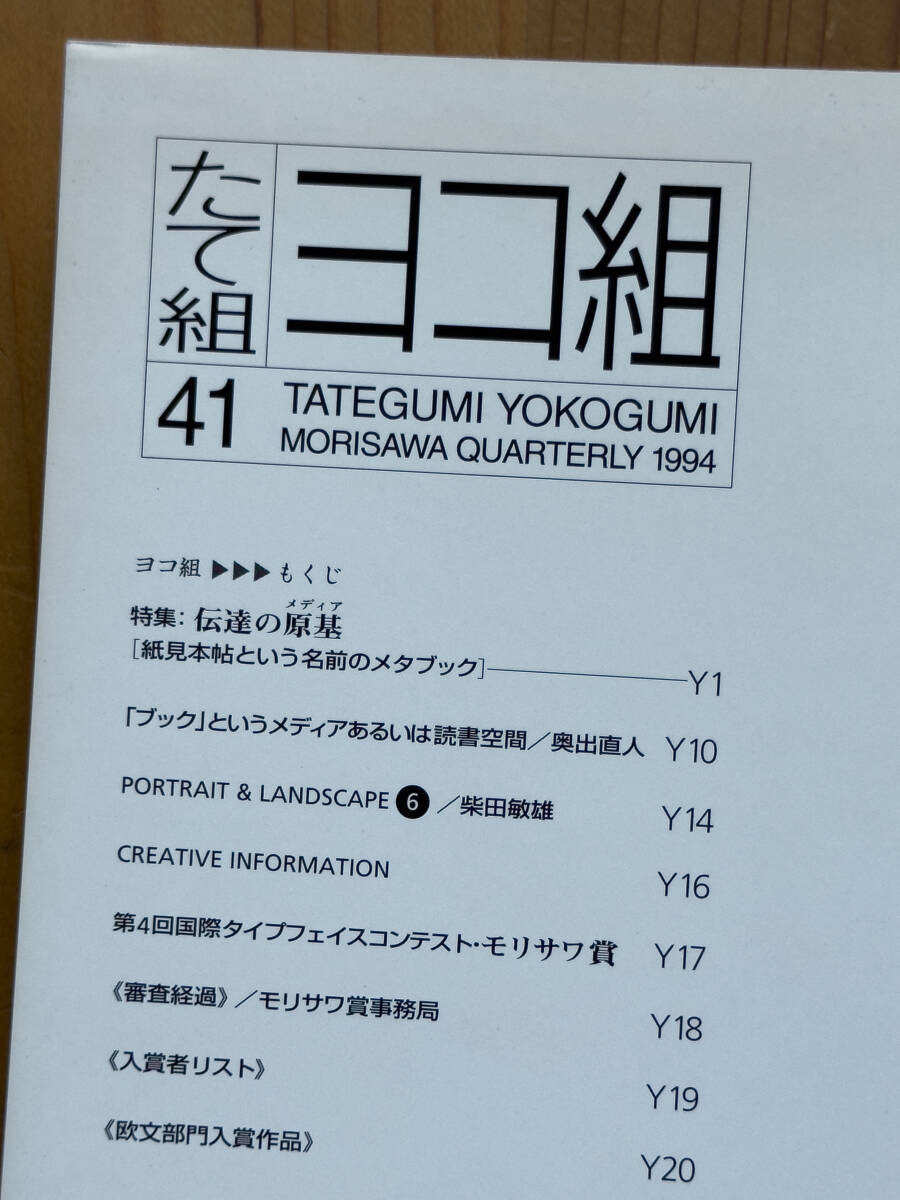 たて組
ヨコ組
41
TATEGUMI YOKOGUMI
MORISAWA QUARTERLY 1994
ヨコ組 ▶▶▶ もくじ
メディア
特集: 伝達の原基
[紙見本帖という名前のメタブック] Y1
「ブック」というメディアあるいは読書空間／奥出直人 Y10
PORTRAIT & LANDSCAPE ❻ ／柴田敏雄 Y14
CREATIVE INFORMATION Y16
第4回国際タイプフェイスコンテスト・モリサワ賞 Y17
《審査経過》／モリサワ賞事務局 Y18
《入賞者リスト》 Y19
《欧文部門入賞作品》 Y20